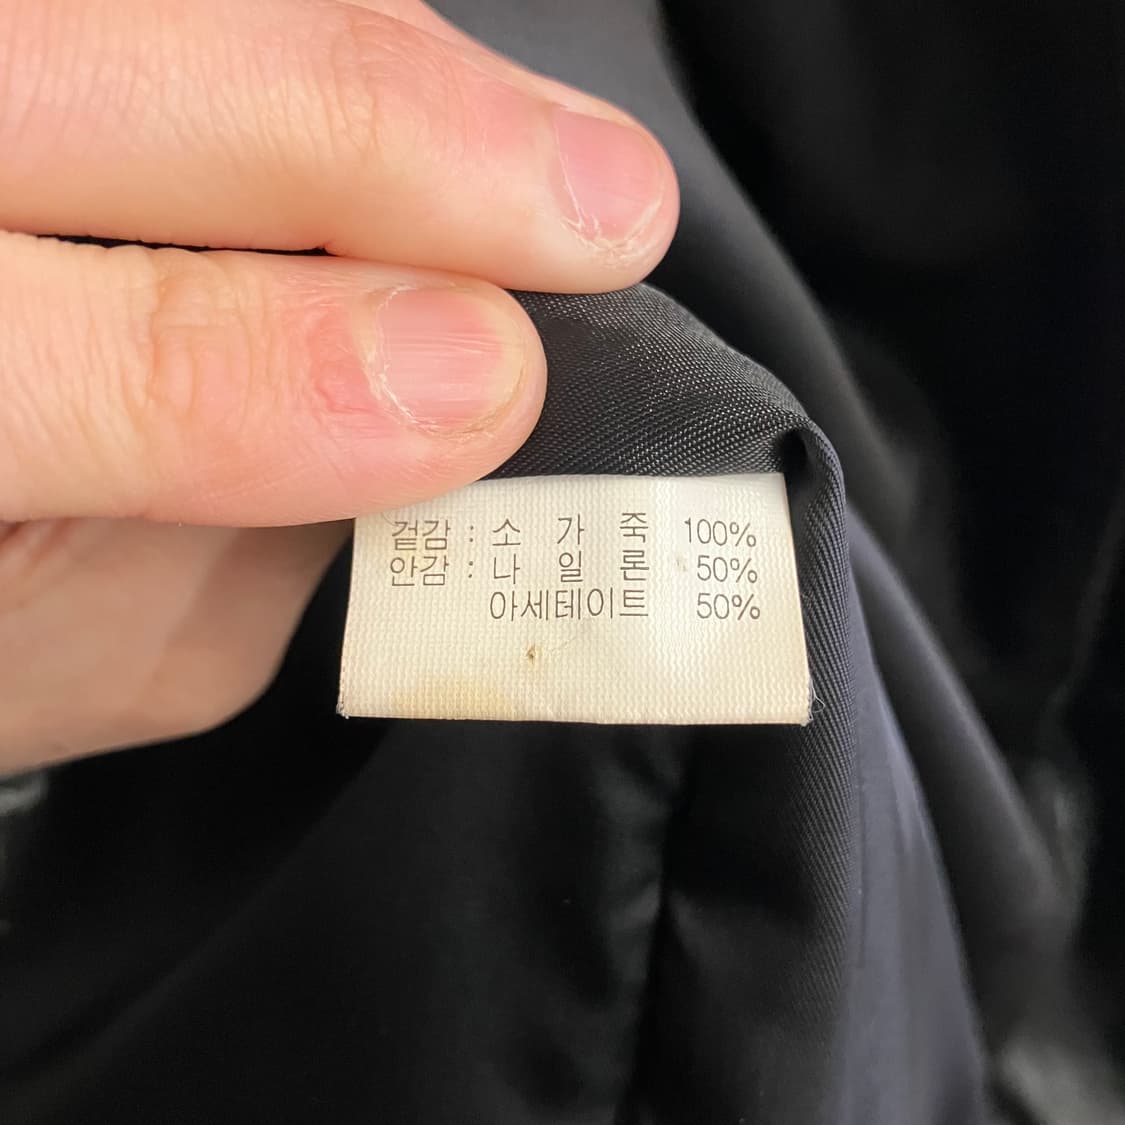 겉감 : 소 가 죽 100%
안감 : 나 일 론 50%
아세테이트 50%